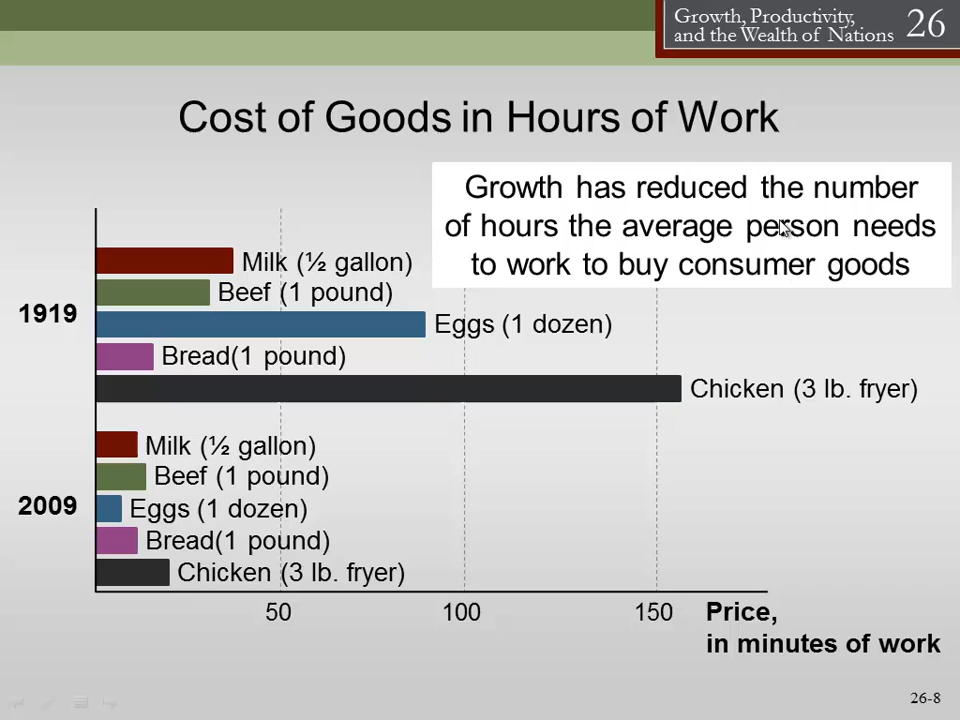 Growth, Productivity,
and the Wealth of Nations
26
Cost of Goods in Hours of Work
Growth has reduced the number
of hours the average person needs
to work to buy consumer goods
1919
Milk (½ gallon)
Beef (1 pound)
Eggs (1 dozen)
Bread(1 pound)
Chicken (3 lb. fryer)
2009
Milk (½ gallon)
Beef (1 pound)
Eggs (1 dozen)
Bread(1 pound)
Chicken (3 lb. fryer)
50 100 150
Price,
in minutes of work
26-8